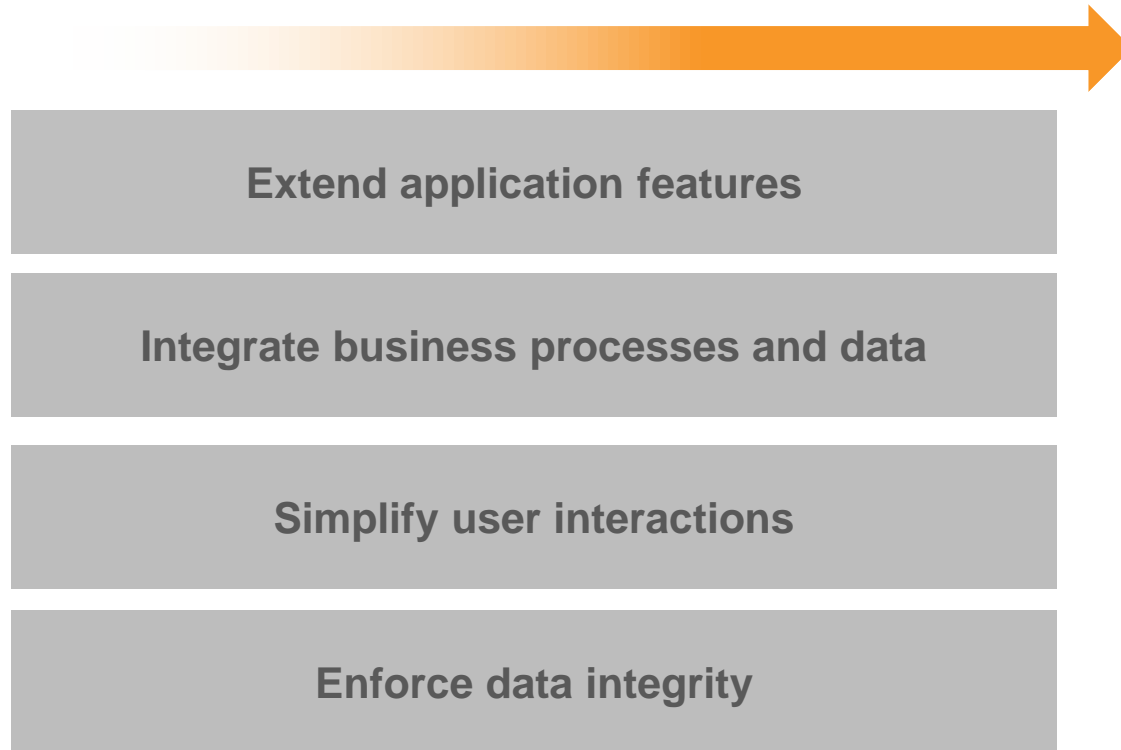 Extend application features
Integrate business processes and data
Simplify user interactions
Enforce data integrity